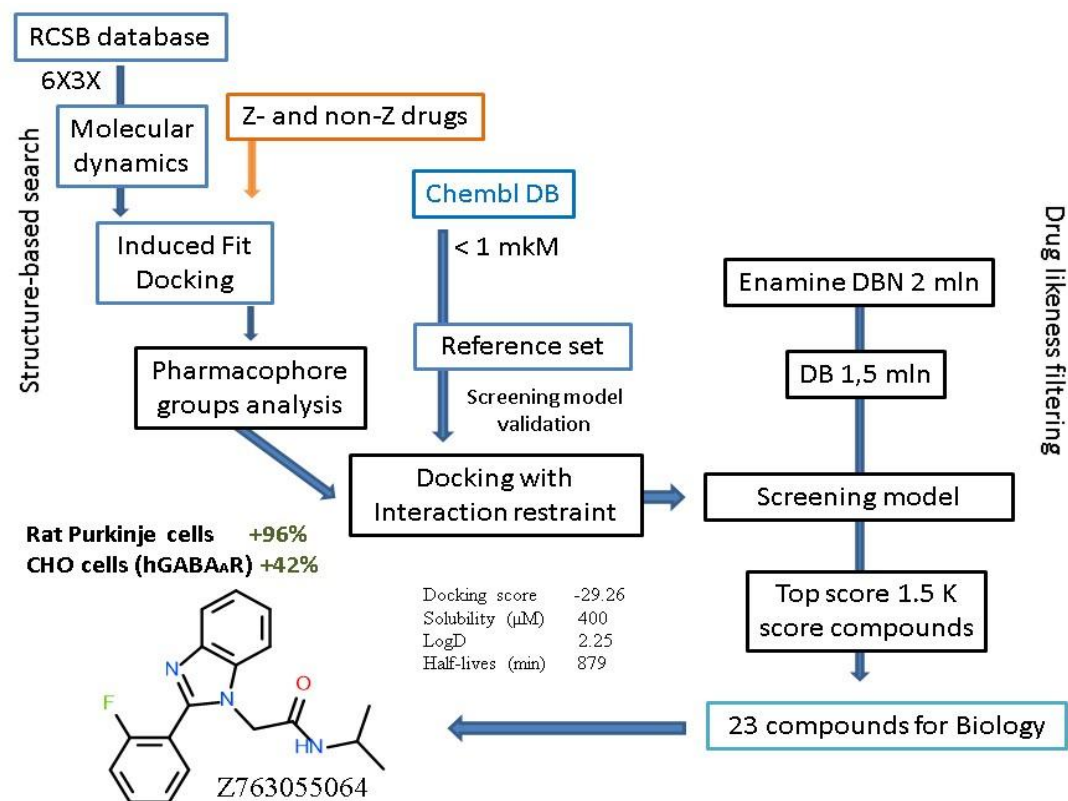 RCSB database
6X3X
Molecular
dynamics
Structure-based search
Z- and non-Z drugs
Induced Fit
Docking
Pharmacophore
groups analysis
Chembl DB
< 1 mkM
Reference set
Screening model
validation
Docking with
Interaction restraint
Enamine DBN 2 mln
DB 1,5 mln
Drug likeness filtering
Screening model
Top score 1.5 K
score compounds
23 compounds for Biology
Rat Purkinje cells +96%
CHO cells (hGABAAR) +42%
Docking score -29.26
Solubility (μM) 400
LogD 2.25
Half-lives (min) 879
N
N
F
O
HN
Z763055064